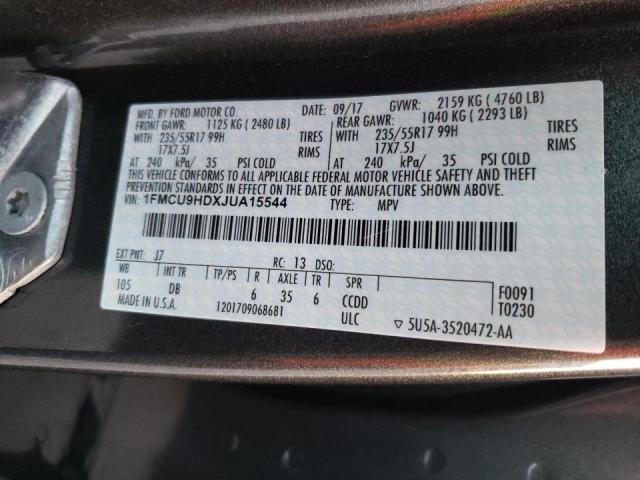 MFD. BY FORD MOTOR CO. DATE: 09/17 GVWR: 2159 KG ( 4760 LB)
FRONT GAWR: 1125 KG ( 2480 LB) REAR GAWR: 1040 KG ( 2293 LB)
WITH 235/55R17 99H TIRES WITH 235/55R17 99H TIRES
17X7.5J RIMS 17X7.5J RIMS
AT 240 kPa/ 35 PSI COLD AT 240 kPa/ 35 PSI COLD
THIS VEHICLE CONFORMS TO ALL APPLICABLE FEDERAL MOTOR VEHICLE SAFETY AND THEFT
PREVENTION STANDARDS IN EFFECT ON THE DATE OF MANUFACTURE SHOWN ABOVE.
VIN: 1FMCU9HDXJUA15544 TYPE: MPV
EXT PNT: J7 RC: 13 DSO:
WB INT TR TP/PS R AXLE TR SPR
105 DB 6 35 6 CCDD F0091
MADE IN U.S.A. 1201709068681 ULC T0230
5U5A-3520472-AA